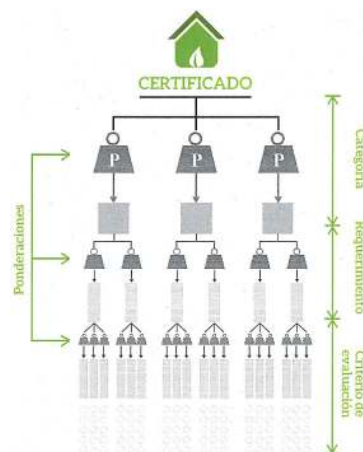 CERTIFICADO
P P P
Ponderaciones
Categoría
Requerimiento
Criterio de
evaluación